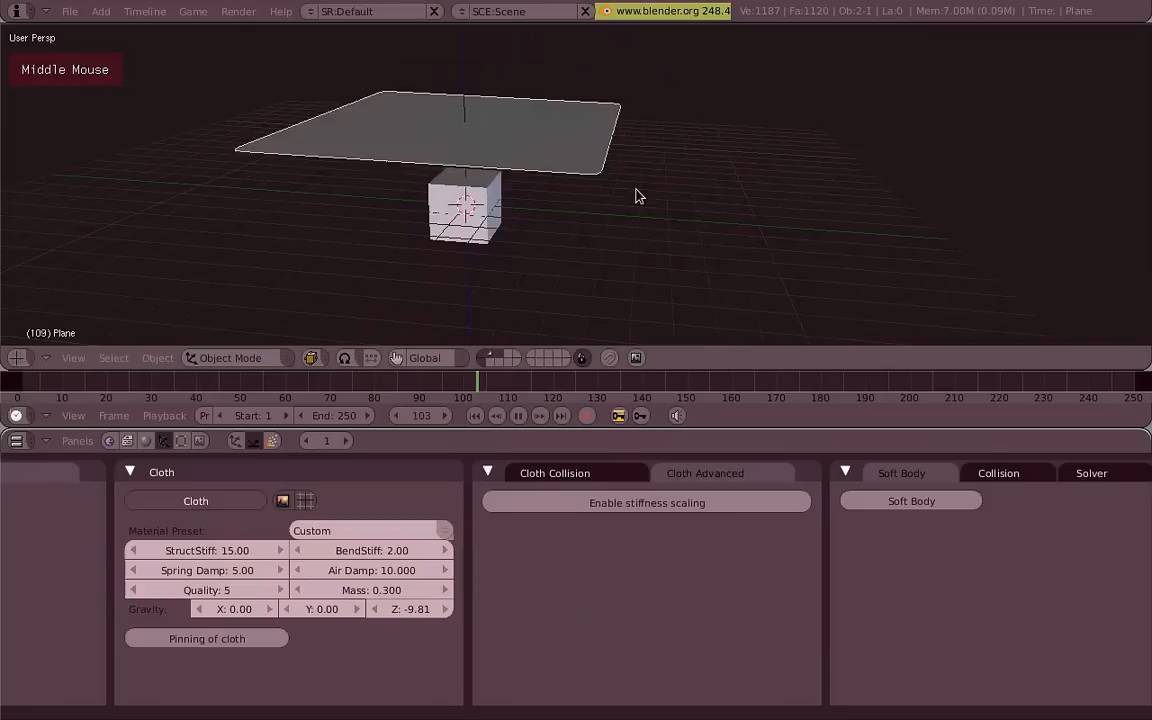 File Add Timeline Game Render Help SR:Default SCE:Scene www.blender.org 248.4 Ve:1187 | Fa:1120 | Ob:2-1 | La:0 | Mem:7.00M (0.09M) | Time: | Plane
User Persp
Middle Mouse
(109) Plane
View Select Object Object Mode Global
0 10 20 30 40 50 60 70 80 90 100 110 120 130 140 150 160 170 180 190 200 210 220 230 240 250
View Frame Playback Pr Start: 1 End: 250 103
Panels 1
Cloth Cloth Collision Cloth Advanced Soft Body Collision Solver
Cloth Enable stiffness scaling Soft Body
Material Preset: Custom
StructStiff: 15.00 BendStiff: 2.00
Spring Damp: 5.00 Air Damp: 10.000
Quality: 5 Mass: 0.300
Gravity: X: 0.00 Y: 0.00 Z: -9.81
Pinning of cloth